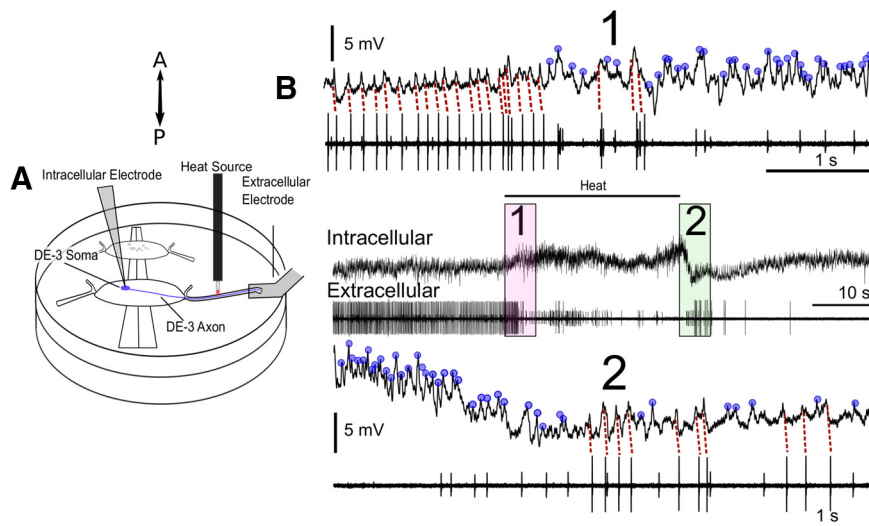 A
P
A
Intracellular Electrode
Heat Source
Extracellular
Electrode
DE-3 Soma
DE-3 Axon
B
5 mV
1
1 s
Heat
1
2
Intracellular
Extracellular
10 s
2
5 mV
1 s